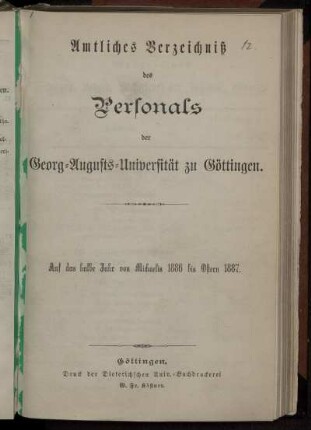 Amtliches Verzeichniß
12
des
Personals
der
Georg-Augusts-Universität zu Göttingen.
Auf das halbe Jahr von Michaelis 1886 bis Ostern 1887.
Göttingen,
Druck der Dieterichschen Univ.-Buchdruckerei
W. Fr. Kästner.